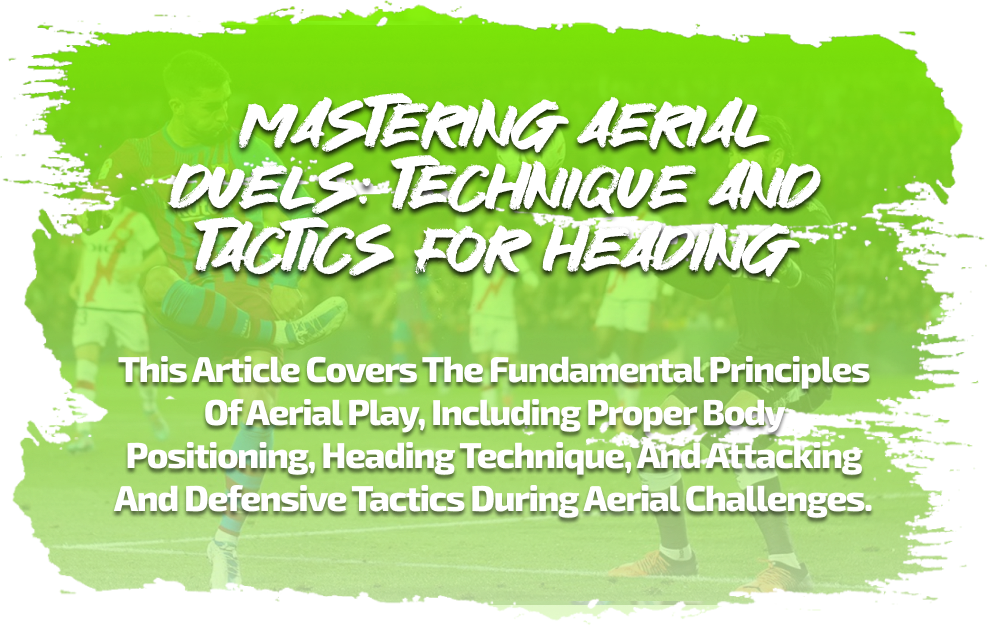 MASTERING AERIAL
DUELS: TECHNIQUE AND
TACTICS FOR HEADING
This Article Covers The Fundamental Principles
Of Aerial Play, Including Proper Body
Positioning, Heading Technique, And Attacking
And Defensive Tactics During Aerial Challenges.